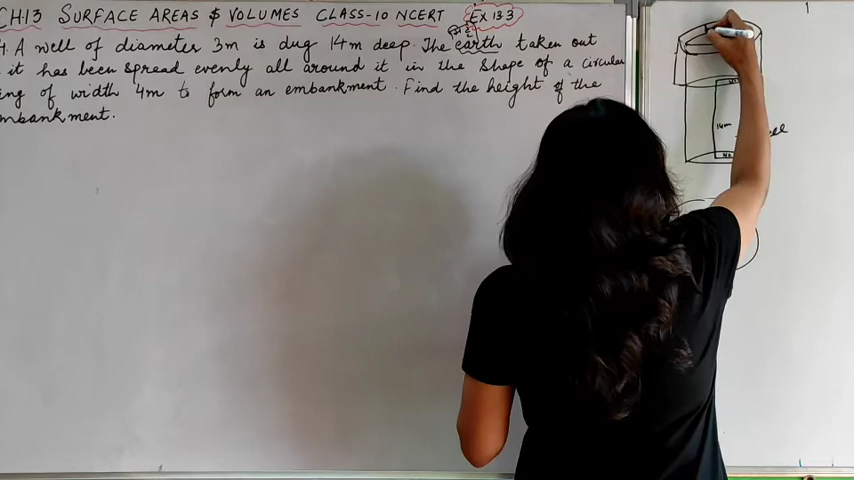 CH.13 SURFACE AREAS & VOLUMES CLASS-10 NCERT Ex 13.3
4. A well of diameter 3m is dug 14m deep. The earth taken out
it has been spread evenly all around it in the shape of a circular
ing of width 4m to form an embankment. Find the height of the
mbankment.
14m